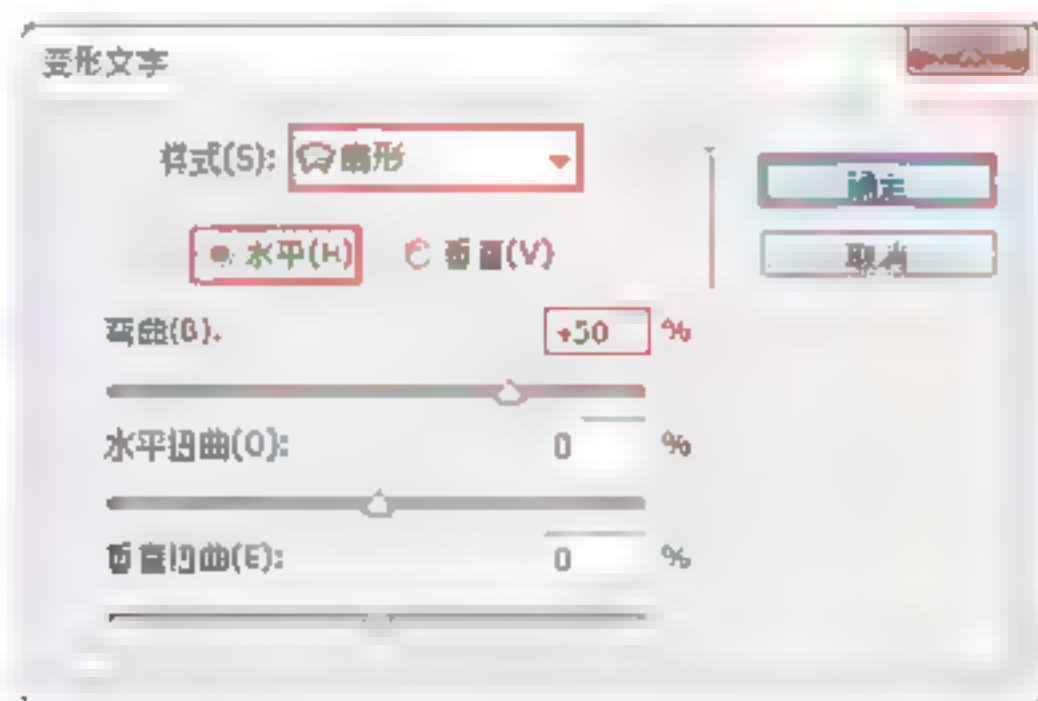 变形文字
样式(S): 扇形
确定
水平(H) 垂直(V)
取消
弯曲(B): +50 %
水平扭曲(O): 0 %
垂直扭曲(E): 0 %